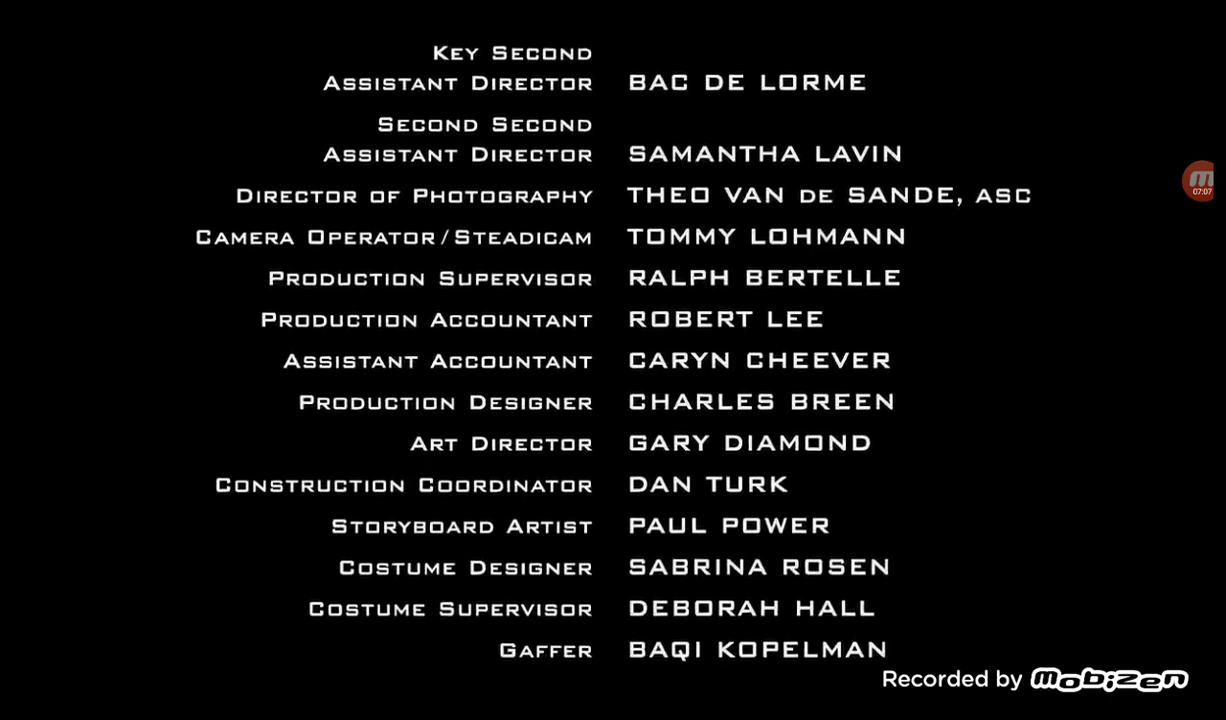 Key Second
Assistant Director BAC DE LORME
Second Second
Assistant Director SAMANTHA LAVIN
Director of Photography THEO VAN DE SANDE, ASC
Camera Operator/Steadicam TOMMY LOHMANN
Production Supervisor RALPH BERTELLE
Production Accountant ROBERT LEE
Assistant Accountant CARYN CHEEVER
Production Designer CHARLES BREEN
Art Director GARY DIAMOND
Construction Coordinator DAN TURK
Storyboard Artist PAUL POWER
Costume Designer SABRINA ROSEN
Costume Supervisor DEBORAH HALL
Gaffer BAQI KOPELMAN
m
07:07
Recorded by mobizen